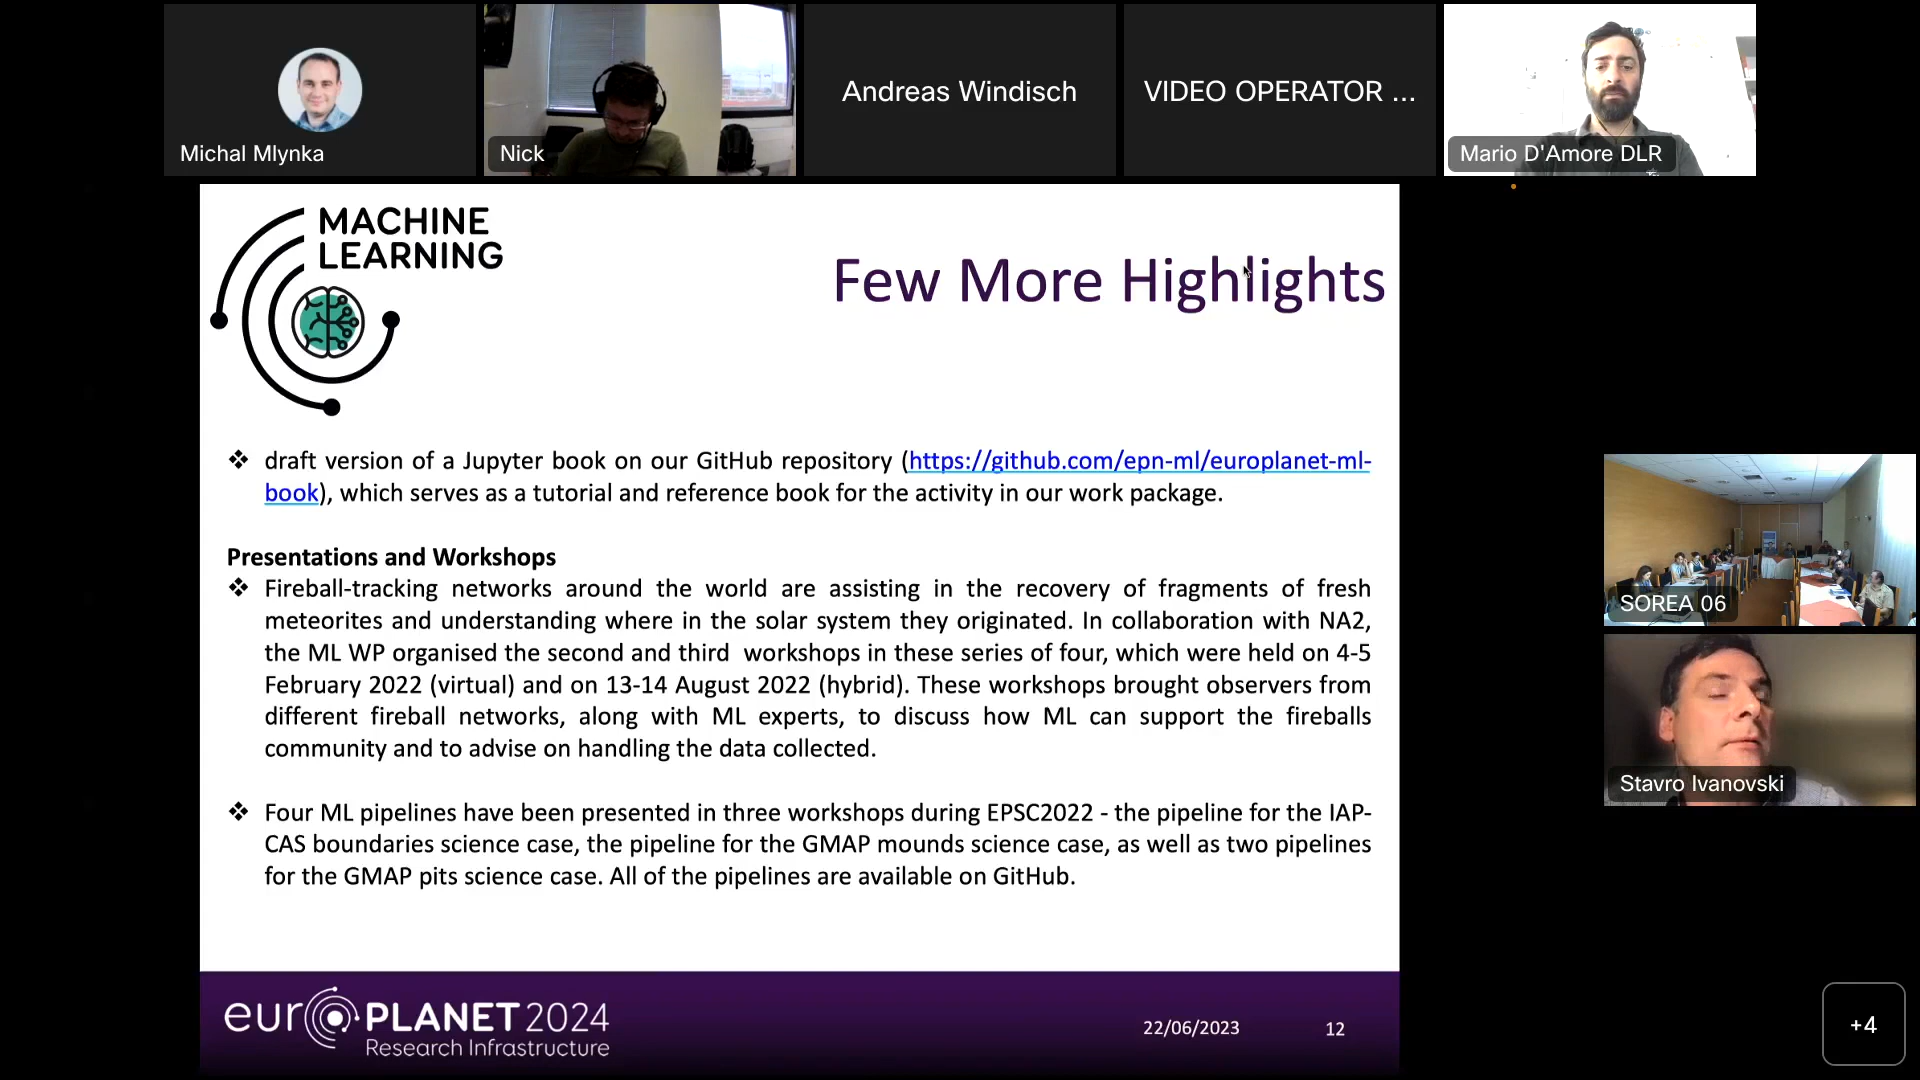 Michal Mlynka
Nick
Andreas Windisch
VIDEO OPERATOR ...
Mario D'Amore DLR
MACHINE
LEARNING
Few More Highlights
❖ draft version of a Jupyter book on our GitHub repository (https://github.com/epn-ml/europlanet-ml-
book), which serves as a tutorial and reference book for the activity in our work package.
Presentations and Workshops
❖ Fireball-tracking networks around the world are assisting in the recovery of fragments of fresh
meteorites and understanding where in the solar system they originated. In collaboration with NA2,
the ML WP organised the second and third workshops in these series of four, which were held on 4-5
February 2022 (virtual) and on 13-14 August 2022 (hybrid). These workshops brought observers from
different fireball networks, along with ML experts, to discuss how ML can support the fireballs
community and to advise on handling the data collected.
❖ Four ML pipelines have been presented in three workshops during EPSC2022 - the pipeline for the IAP-
CAS boundaries science case, the pipeline for the GMAP mounds science case, as well as two pipelines
for the GMAP pits science case. All of the pipelines are available on GitHub.
SOREA 06
Stavro Ivanovski
euroPLANET 2024
Research Infrastructure
22/06/2023
12
+4